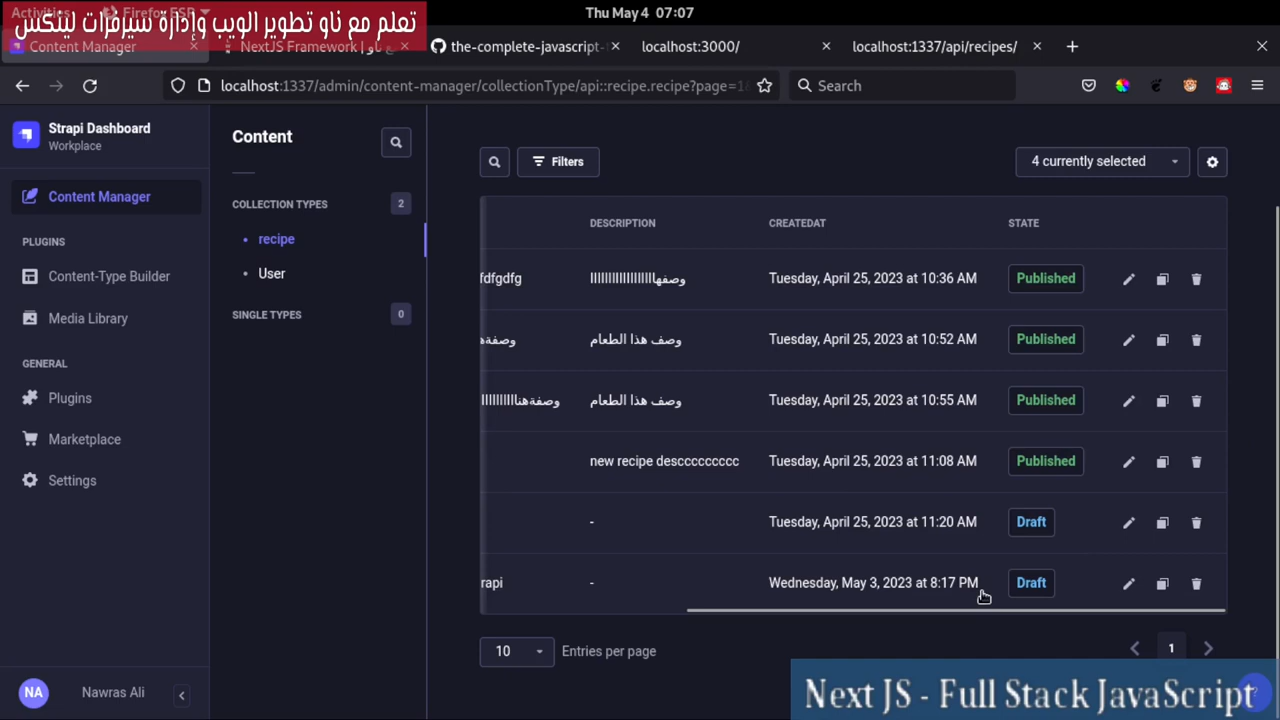 Thu May 4 07:07
تعلم مع ناو تطوير الويب وإدارة سيرفرات لينكس
Content Manager
NextJS Framework | ع ناو
the-complete-javascript-
localhost:3000/
localhost:1337/api/recipes/
localhost:1337/admin/content-manager/collectionType/api::recipe.recipe?page=1
Search
Strapi Dashboard
Workplace
Content Manager
PLUGINS
Content-Type Builder
Media Library
GENERAL
Plugins
Marketplace
Settings
NA
Nawras Ali
Content
COLLECTION TYPES 2
recipe
User
SINGLE TYPES 0
Filters
4 currently selected
DESCRIPTION CREATEDAT STATE
fdfgdfg وصفهااااااااااااااااا Tuesday, April 25, 2023 at 10:36 AM Published
وصفة وصف هذا الطعام Tuesday, April 25, 2023 at 10:52 AM Published
وصفةهناااااااااا وصف هذا الطعام Tuesday, April 25, 2023 at 10:55 AM Published
new recipe desccccccccc Tuesday, April 25, 2023 at 11:08 AM Published
- Tuesday, April 25, 2023 at 11:20 AM Draft
rapi - Wednesday, May 3, 2023 at 8:17 PM Draft
10 Entries per page
1
Next JS - Full Stack JavaScript